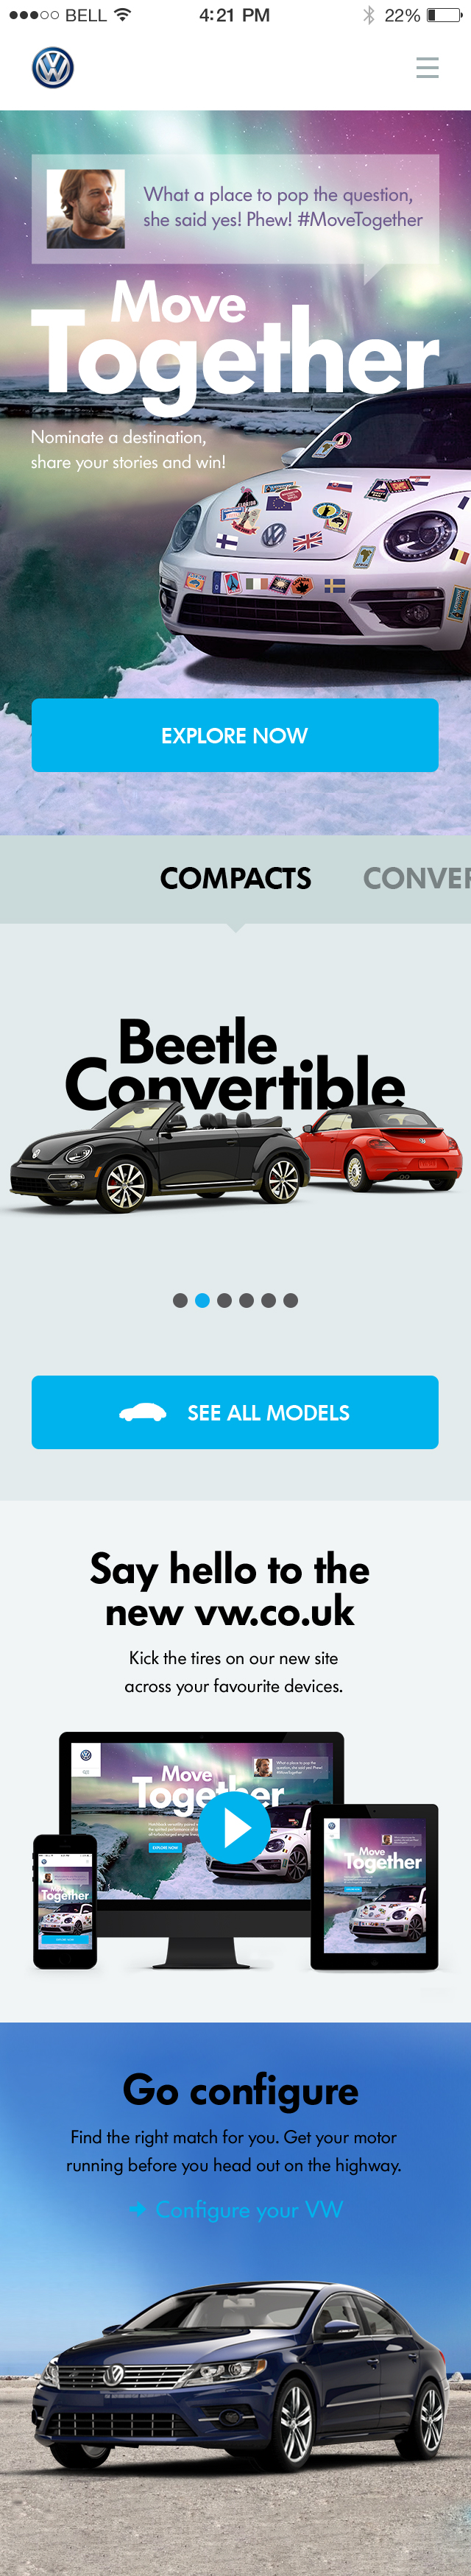 BELL
4:21 PM
22%
What a place to pop the question,
she said yes! Phew! #MoveTogether
Move
Together
Nominate a destination,
share your stories and win!
EXPLORE NOW
COMPACTS
Beetle
Convertible
SEE ALL MODELS
Say hello to the
new vw.co.uk
Kick the tires on our new site
across your favourite devices.
Move
Together
EXPLORE NOW
Move
Together
Together
Go configure
Find the right match for you. Get your motor
running before you head out on the highway.
Configure your VW